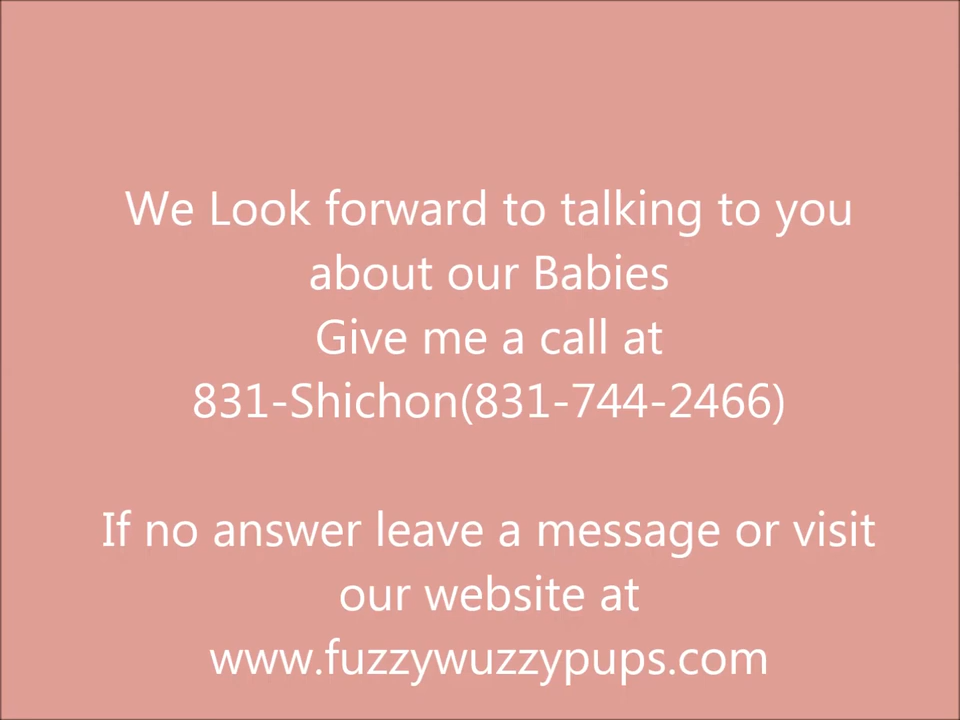 We Look forward to talking to you
about our Babies
Give me a call at
831-Shichon(831-744-2466)
If no answer leave a message or visit
our website at
www.fuzzywuzzypups.com